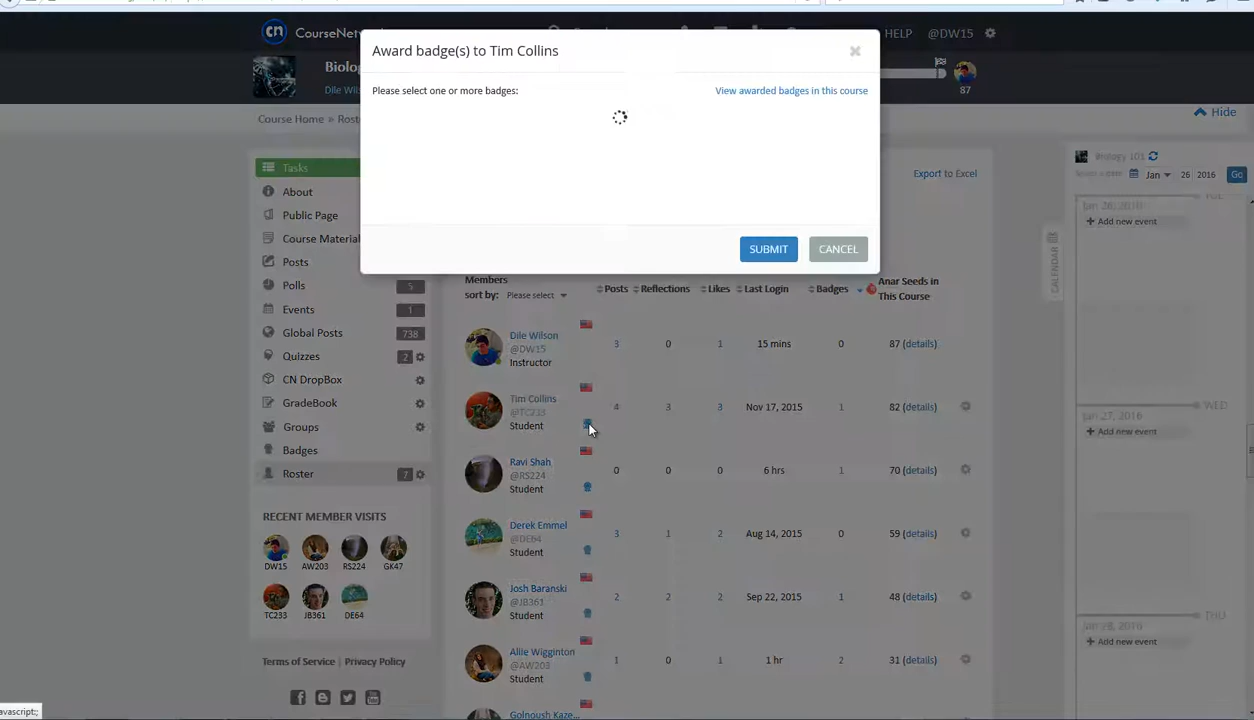 CourseNetw
HELP
@DW15
Award badge(s) to Tim Collins
Please select one or more badges:
View awarded badges in this course
SUBMIT
CANCEL
Biolo
Dile Wil
87
Course Home » Rost
Hide
Tasks
About
Public Page
Course Material
Posts
Polls 5
Events 1
Global Posts 738
Quizzes 2
CN DropBox
GradeBook
Groups
Badges
Roster 7
RECENT MEMBER VISITS
DW15 AW203 RS224 GK47
TC233 JB361 DE64
Terms of Service | Privacy Policy
avascript:;
Export to Excel
Members
sort by: Please select
Posts Reflections Likes Last Login Badges Anar Seeds in
This Course
Dile Wilson
@DW15
Instructor
3 0 1 15 mins 0 87 (details)
Tim Collins
@TC233
Student
4 3 3 Nov 17, 2015 1 82 (details)
Ravi Shah
@RS224
Student
0 0 0 6 hrs 1 70 (details)
Derek Emmel
@DE64
Student
3 1 2 Aug 14, 2015 0 59 (details)
Josh Baranski
@JB361
Student
2 2 2 Sep 22, 2015 1 48 (details)
Allie Wigginton
@AW203
Student
1 0 1 1 hr 2 31 (details)
Golnoush Kaze...
CALENDAR
Biology 101
Jan 26 2016 Go
Jan 26, 2016 TUE
+ Add new event
Jan 27, 2016 WED
+ Add new event
Jan 28, 2016 THU
+ Add new event